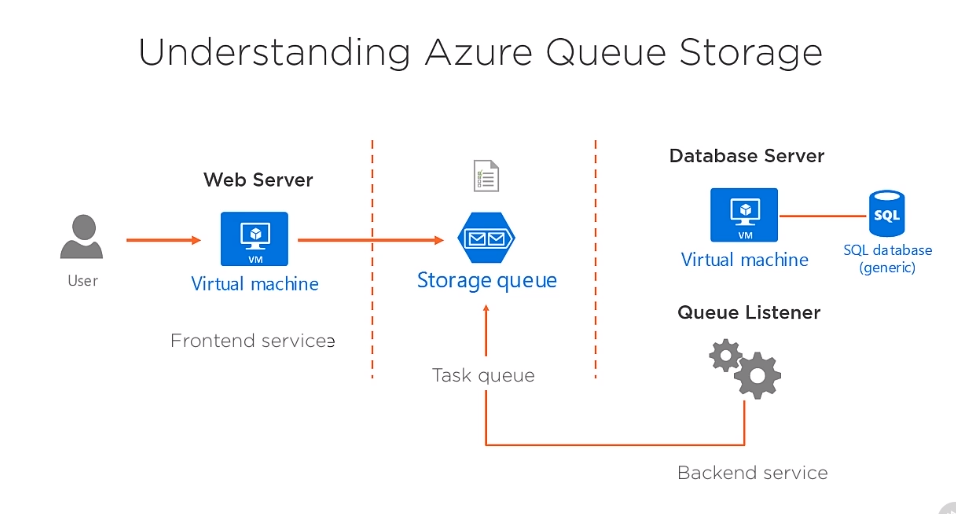 Understanding Azure Queue Storage
Web Server
VM
Virtual machine
User
Frontend service
Storage queue
Task queue
Database Server
VM
Virtual machine
SQL
SQL database
(generic)
Queue Listener
Backend service